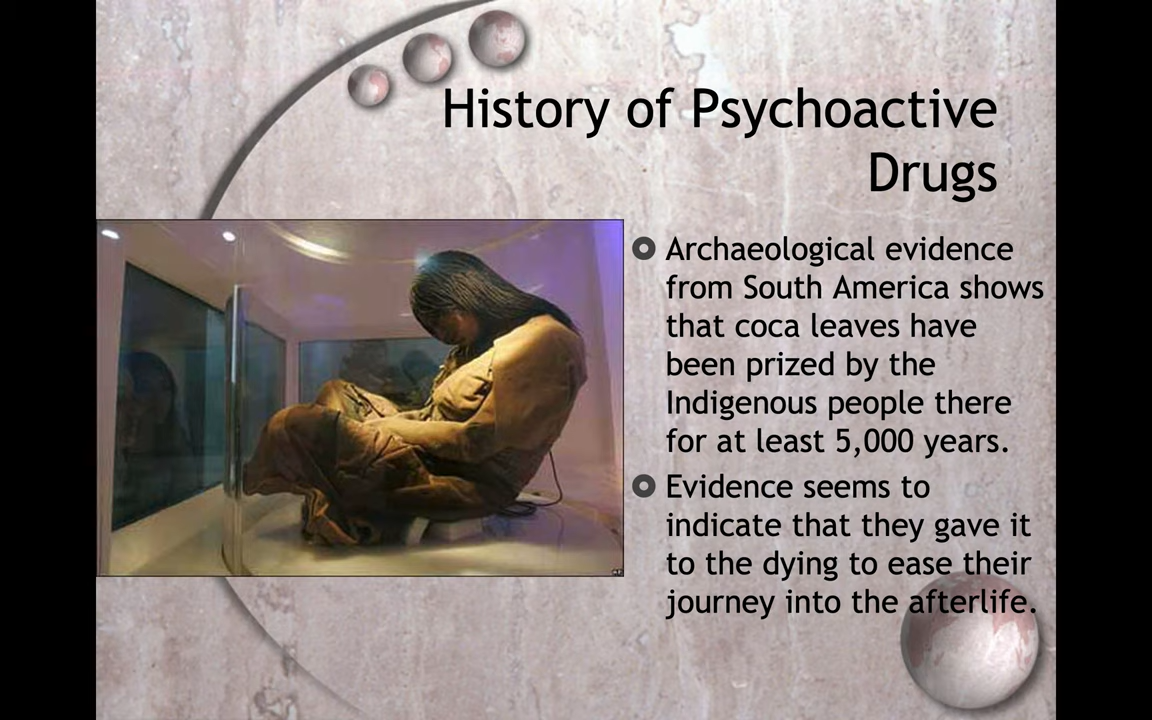 History of Psychoactive
Drugs
Archaeological evidence
from South America shows
that coca leaves have
been prized by the
Indigenous people there
for at least 5,000 years.
Evidence seems to
indicate that they gave it
to the dying to ease their
journey into the afterlife.